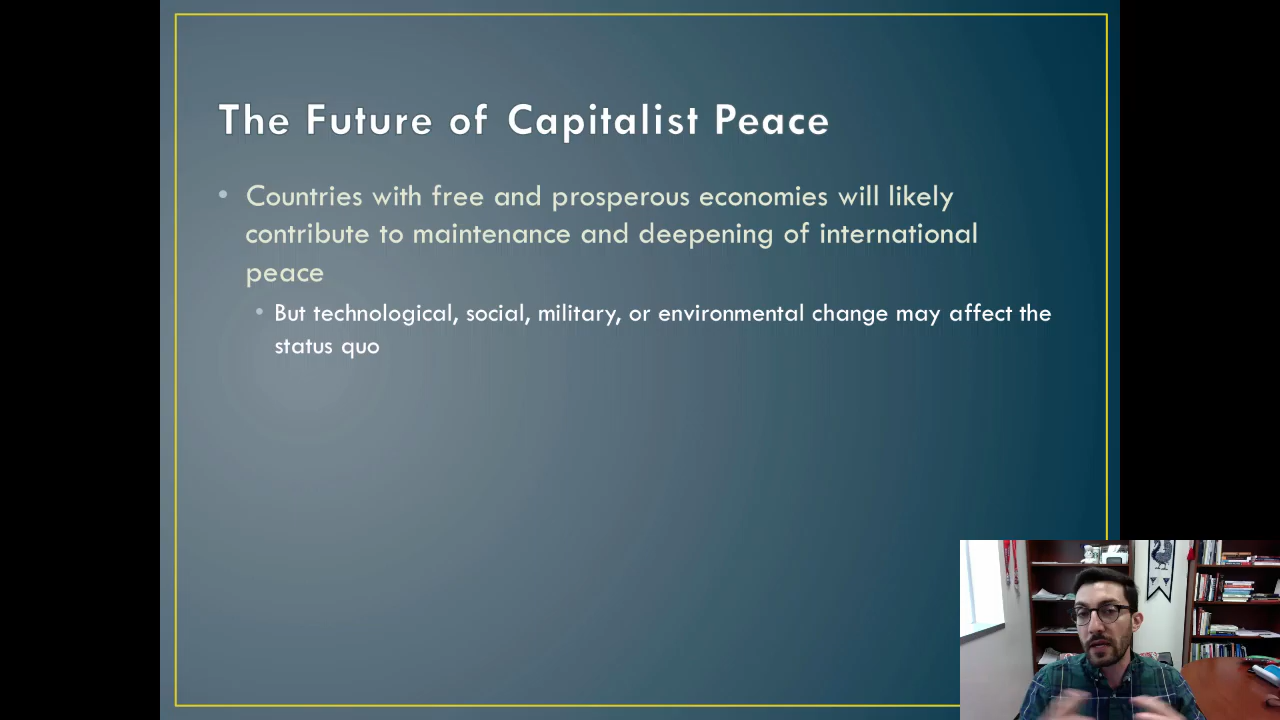 The Future of Capitalist Peace
• Countries with free and prosperous economies will likely
contribute to maintenance and deepening of international
peace
• But technological, social, military, or environmental change may affect the
status quo